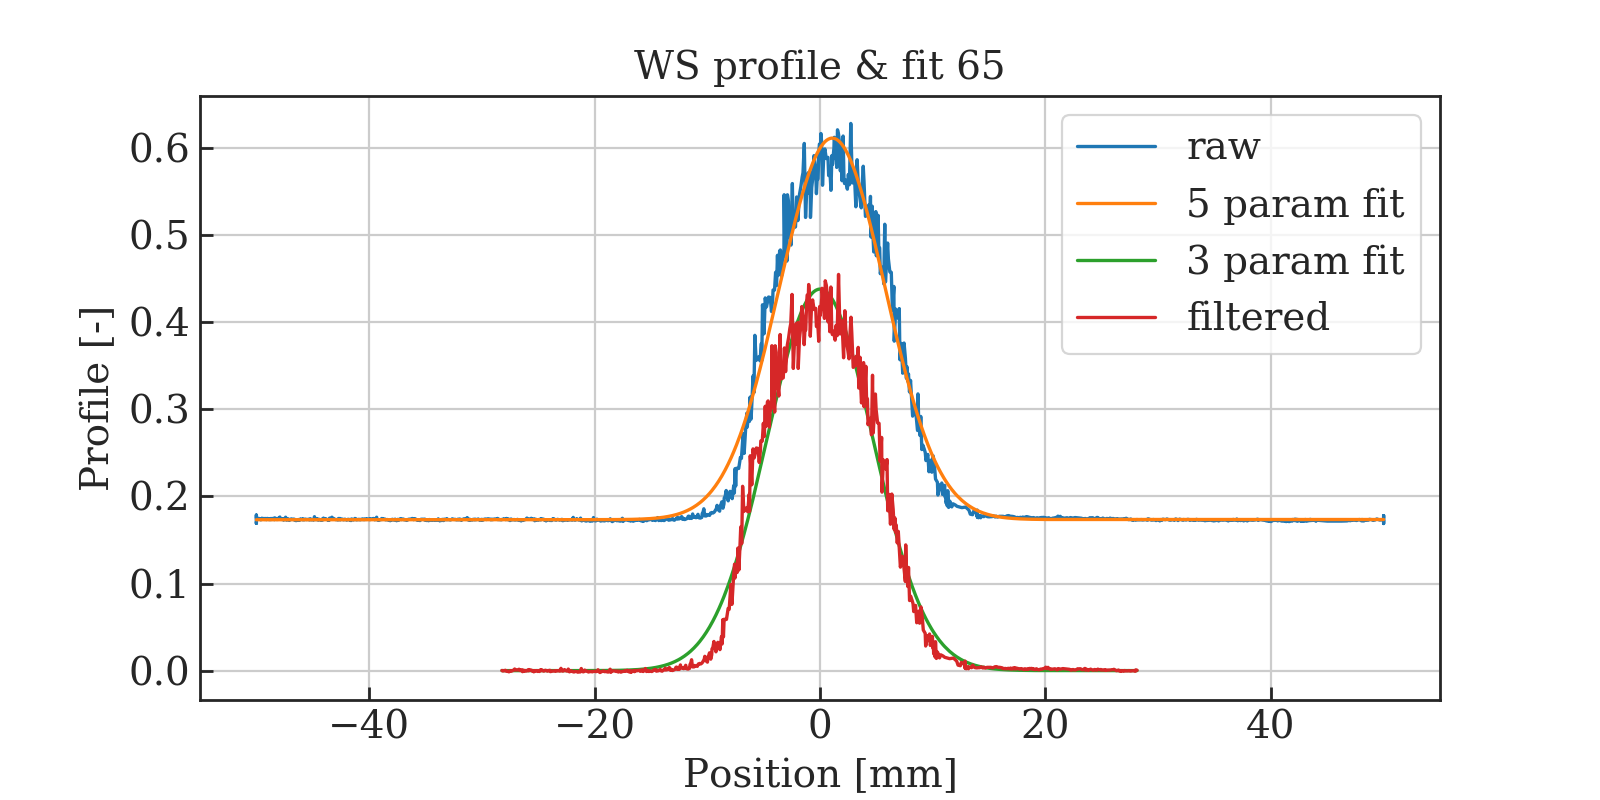 WS profile & fit 65
raw
5 param fit
3 param fit
filtered
Profile [-]
0.6
0.5
0.4
0.3
0.2
0.1
0.0
−40 −20 0 20 40
Position [mm]